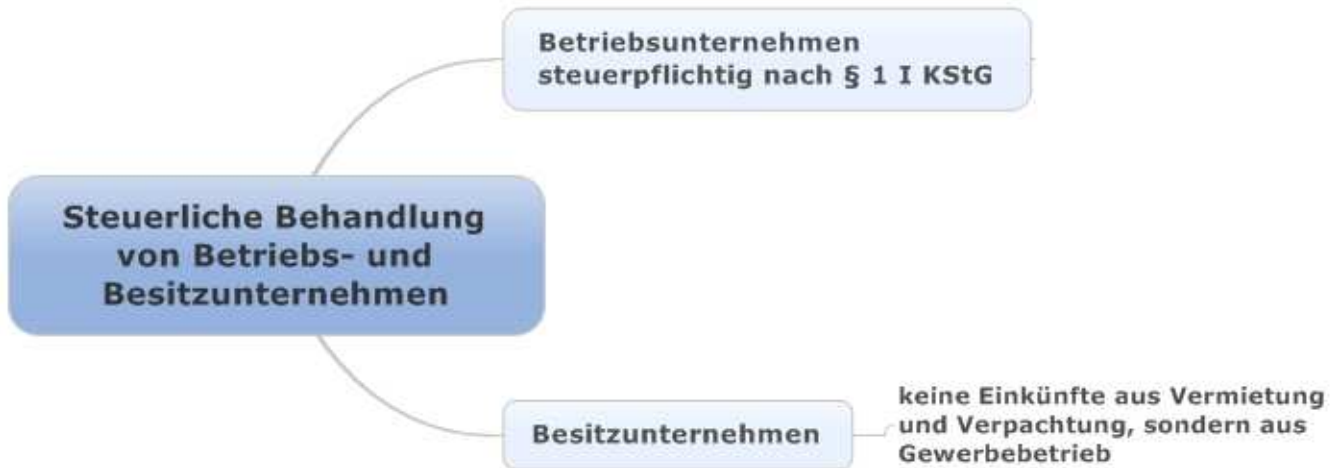 Betriebsunternehmen
steuerpflichtig nach § 1 I KStG
Steuerliche Behandlung
von Betriebs- und
Besitzunternehmen
Besitzunternehmen
keine Einkünfte aus Vermietung
und Verpachtung, sondern aus
Gewerbebetrieb